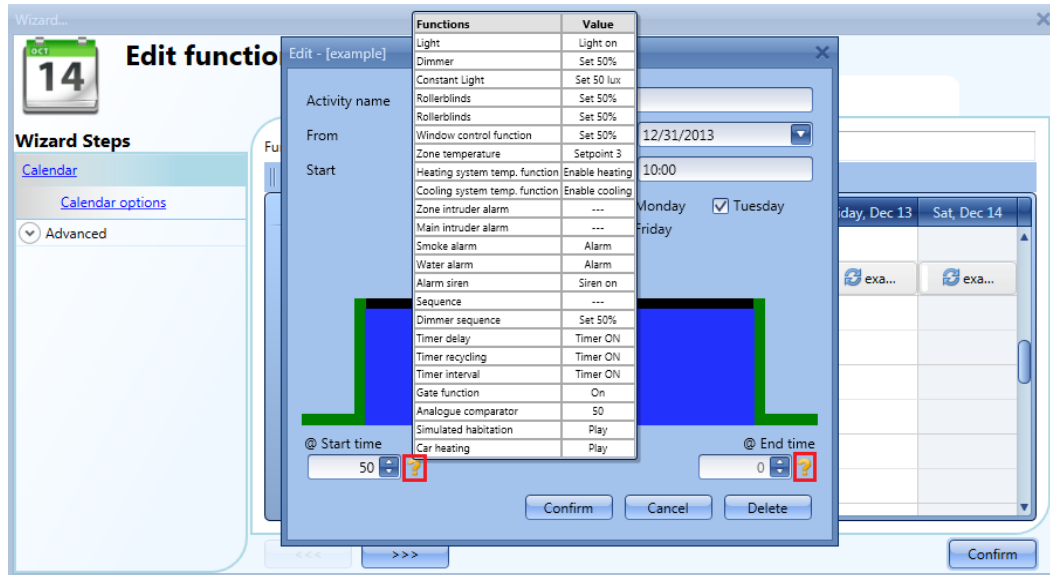 Wizard...
OCT
14
Edit functio
Wizard Steps
Calendar
Calendar options
Advanced
Fu
Edit - [example]
Activity name
From
12/31/2013
Start
10:00
Monday Tuesday
Friday
Functions Value
Light Light on
Dimmer Set 50%
Constant Light Set 50 lux
Rollerblinds Set 50%
Rollerblinds Set 50%
Window control function Set 50%
Zone temperature Setpoint 3
Heating system temp. function Enable heating
Cooling system temp. function Enable cooling
Zone intruder alarm ---
Main intruder alarm ---
Smoke alarm Alarm
Water alarm Alarm
Alarm siren Siren on
Sequence ---
Dimmer sequence Set 50%
Timer delay Timer ON
Timer recycling Timer ON
Timer interval Timer ON
Gate function On
Analogue comparator 50
Simulated habitation Play
Car heating Play
@ Start time @ End time
50 ? 0 ?
Confirm Cancel Delete
iday, Dec 13 Sat, Dec 14
exa... exa...
<<< >>> Confirm